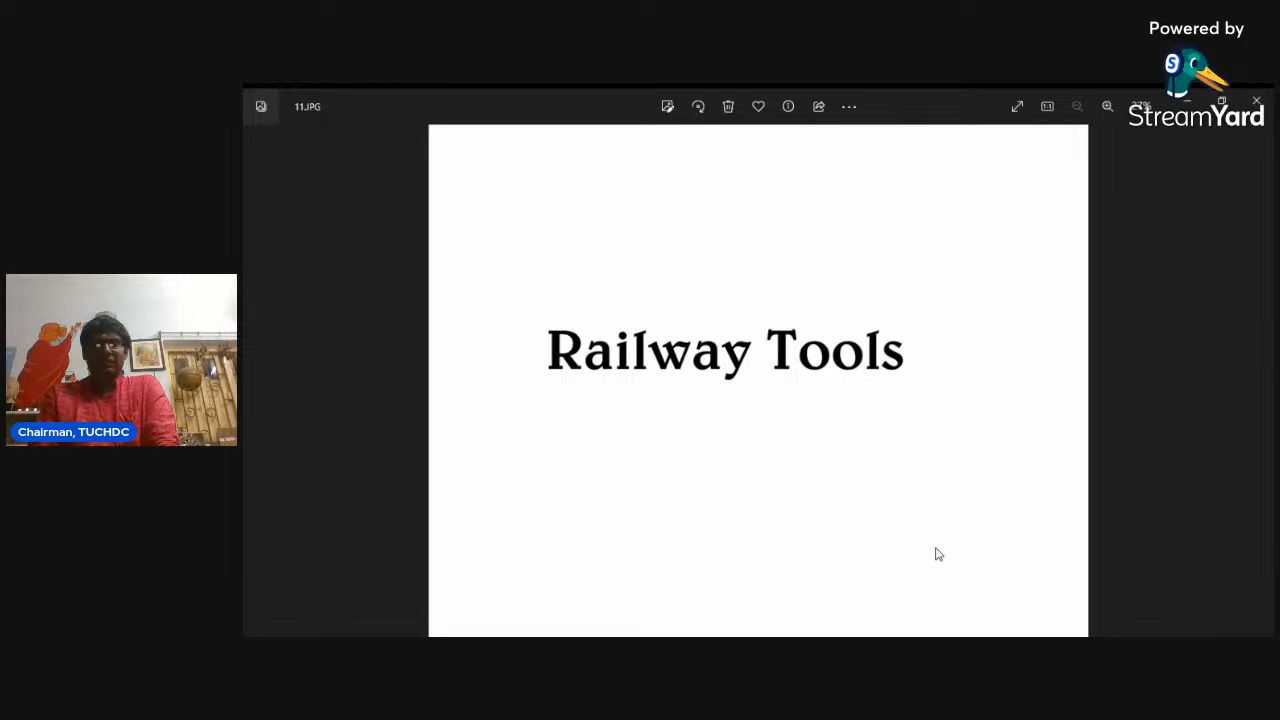 Powered by
StreamYard
11.JPG
Railway Tools
Chairman, TUCHDC